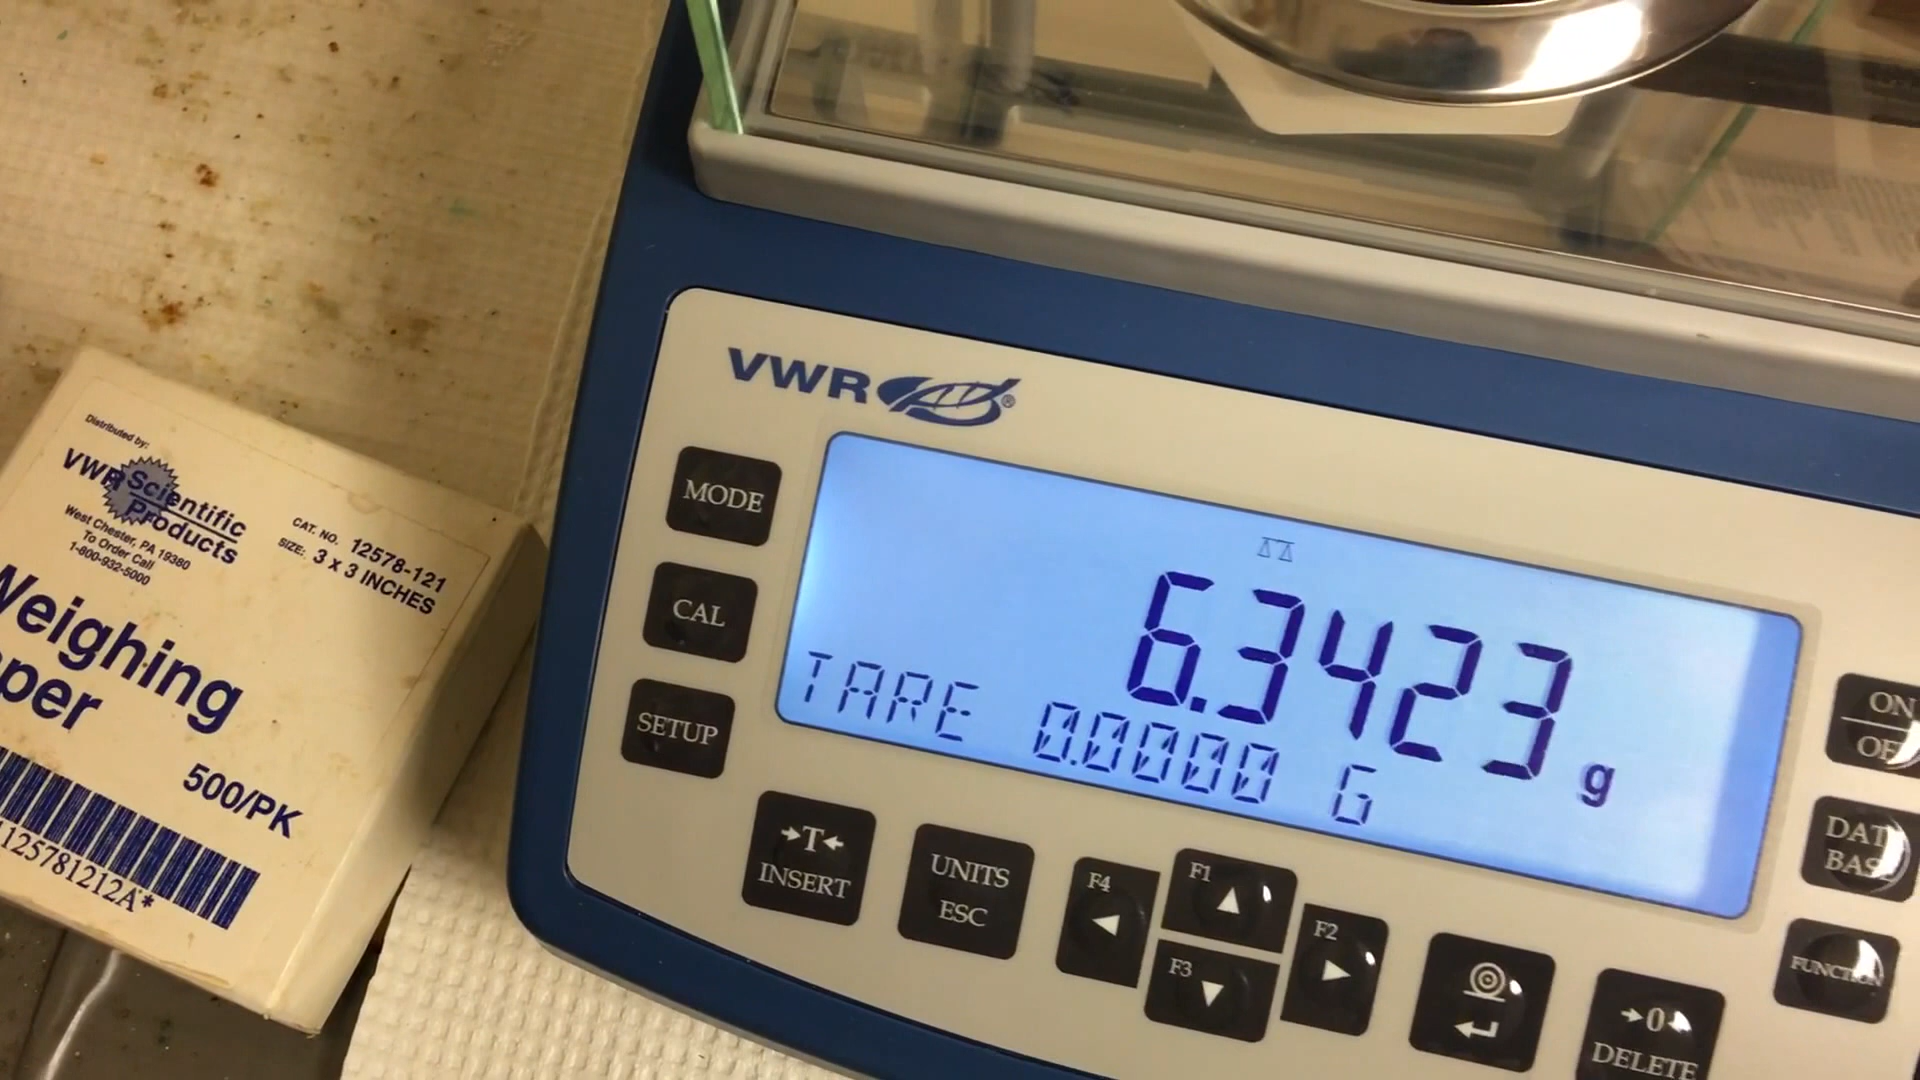 Distributed by:
VWR Scientific
Products
West Chester, PA 19380
To Order Call
1-800-932-5000
CAT. NO. 12578-121
SIZE: 3 x 3 INCHES
Weighing
500/PK
VWR®
MODE
CAL
SETUP
6.3423 g
TARE 0.0000 G
→T←
INSERT
UNITS
ESC
F4
F1
F3
F2
→0←
DELETE
ON
FUNCTION